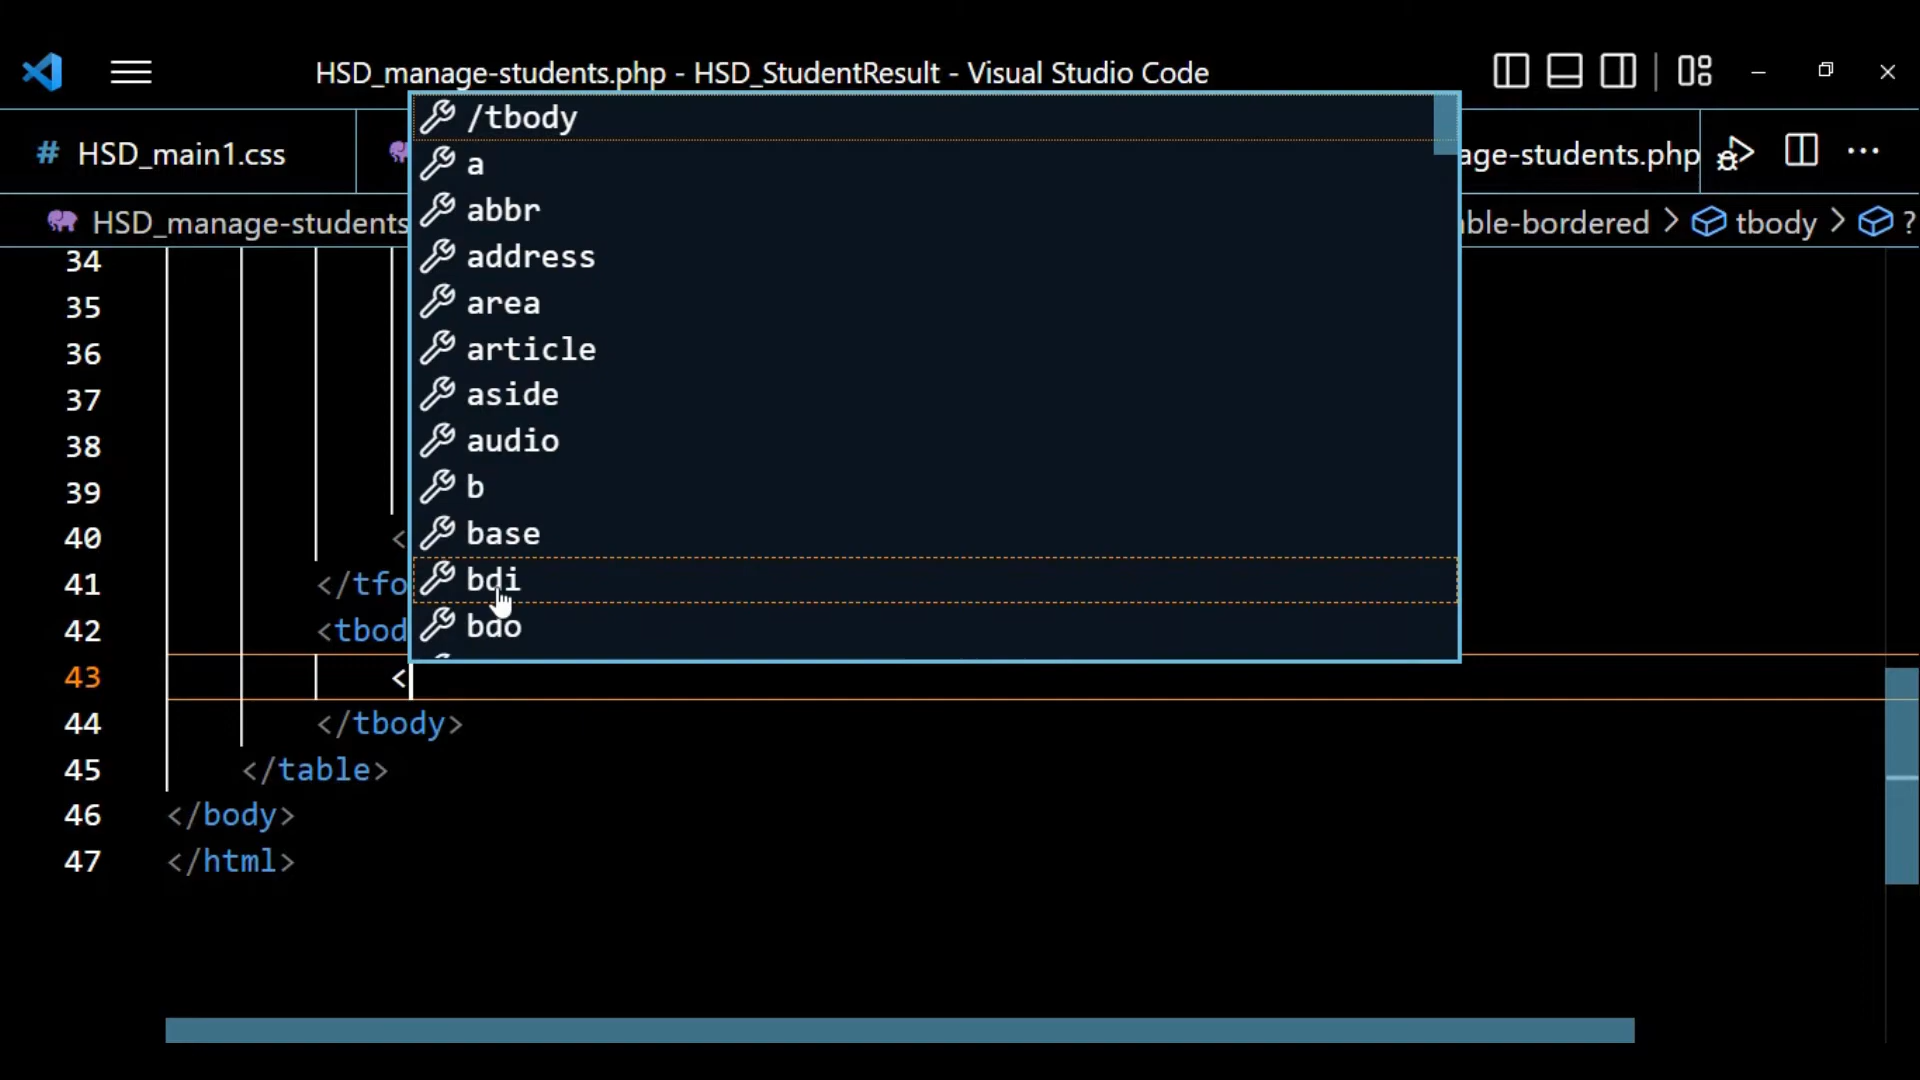 HSD_manage-students.php - HSD_StudentResult - Visual Studio Code
# HSD_main1.css
age-students.php
HSD_manage-students
ble-bordered > tbody > ?
/tbody
a
abbr
address
area
article
aside
audio
b
base
bdi
bdo
34
35
36
37
38
39
40 <
41 </tfo
42 <tbod
43 <
44 </tbody>
45 </table>
46 </body>
47 </html>